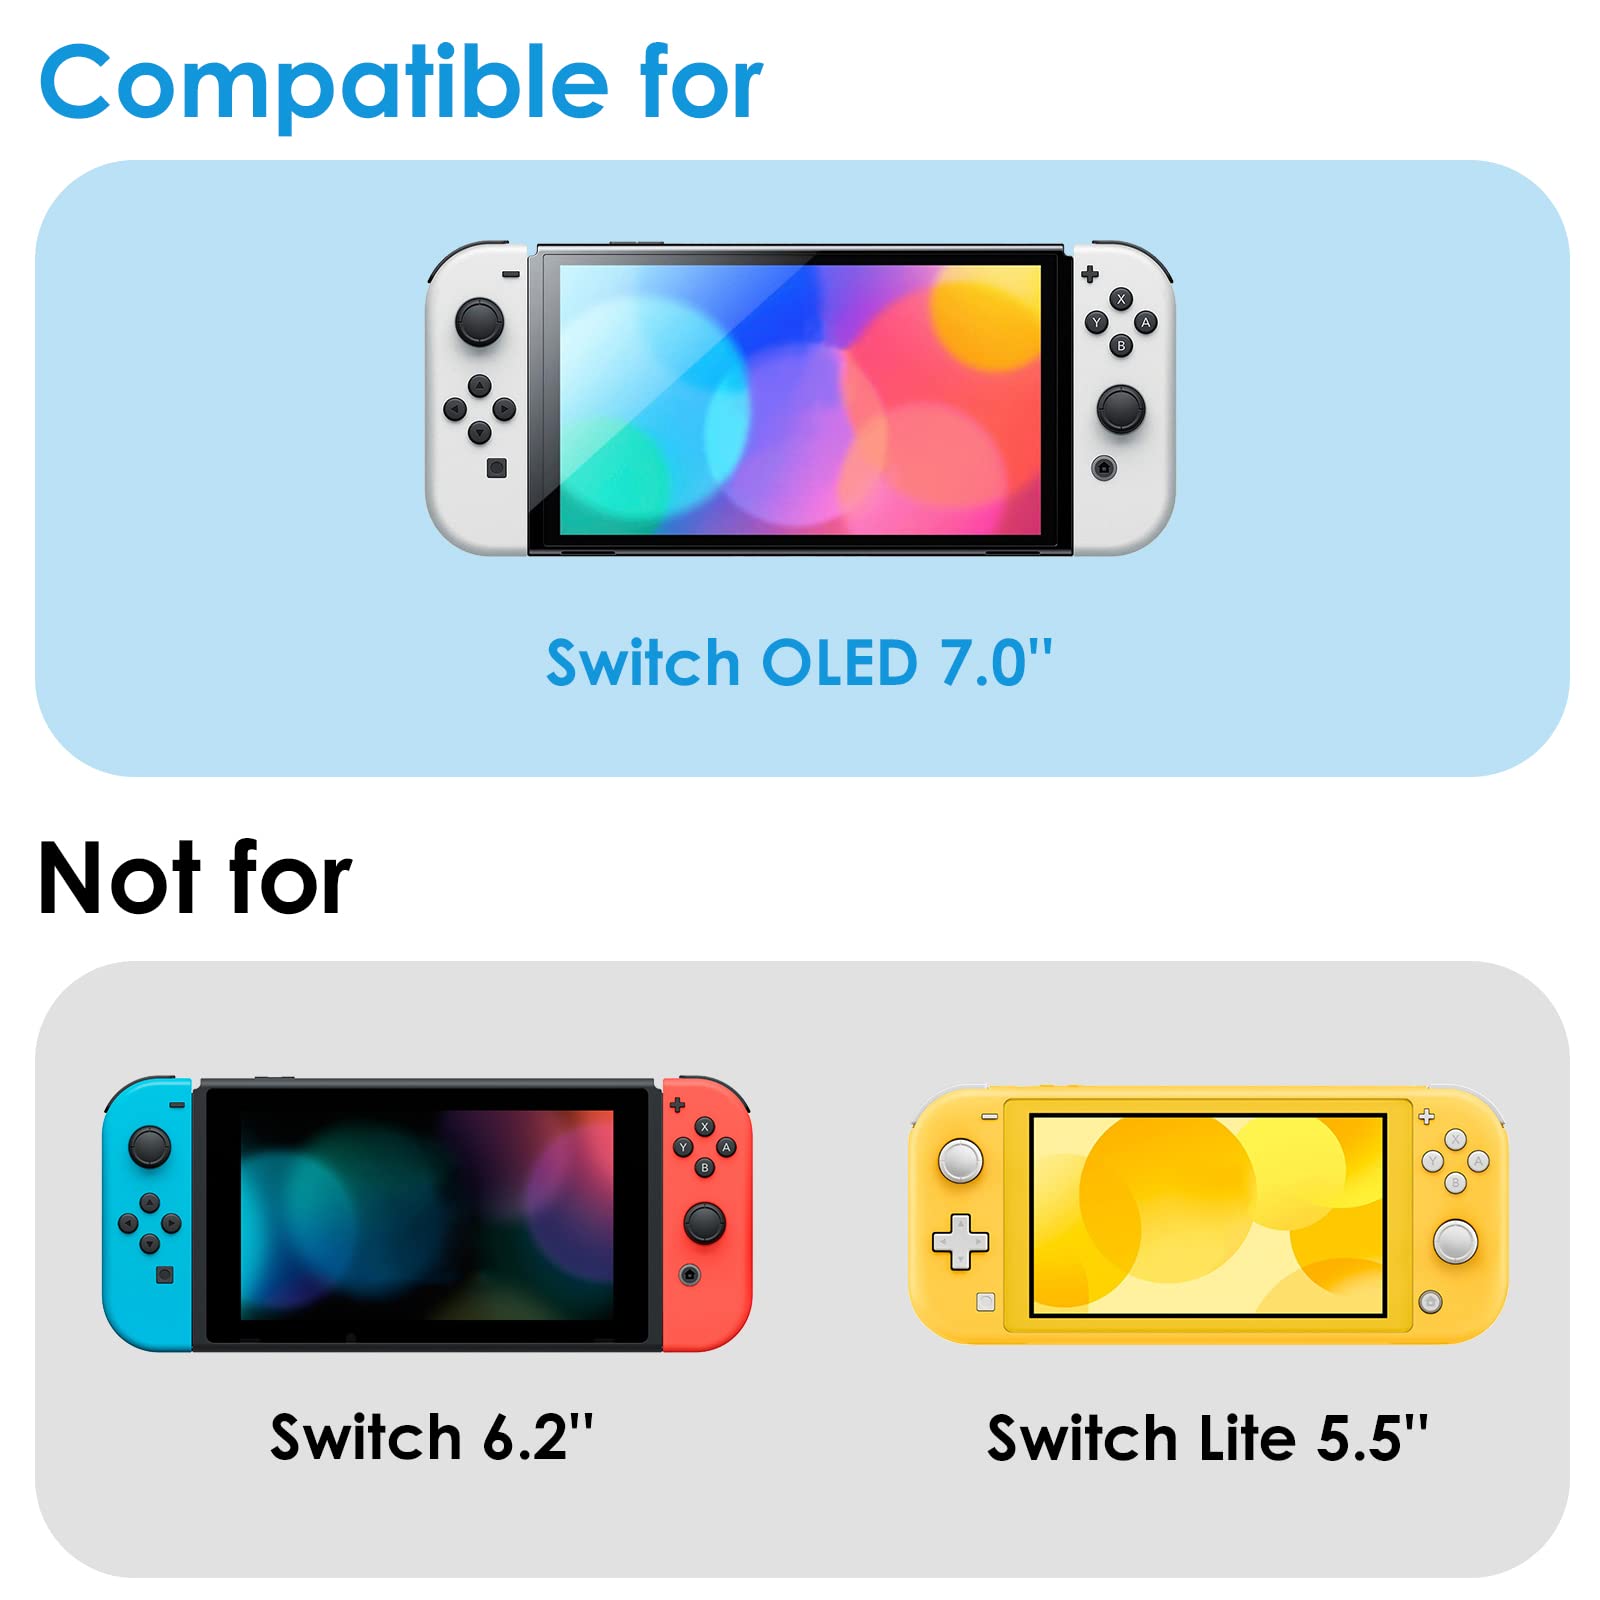 Compatible for
X
Y A
B
Switch OLED 7.0"
Not for
X
Y A
B
X
Y A
B
Switch 6.2"
Switch Lite 5.5"